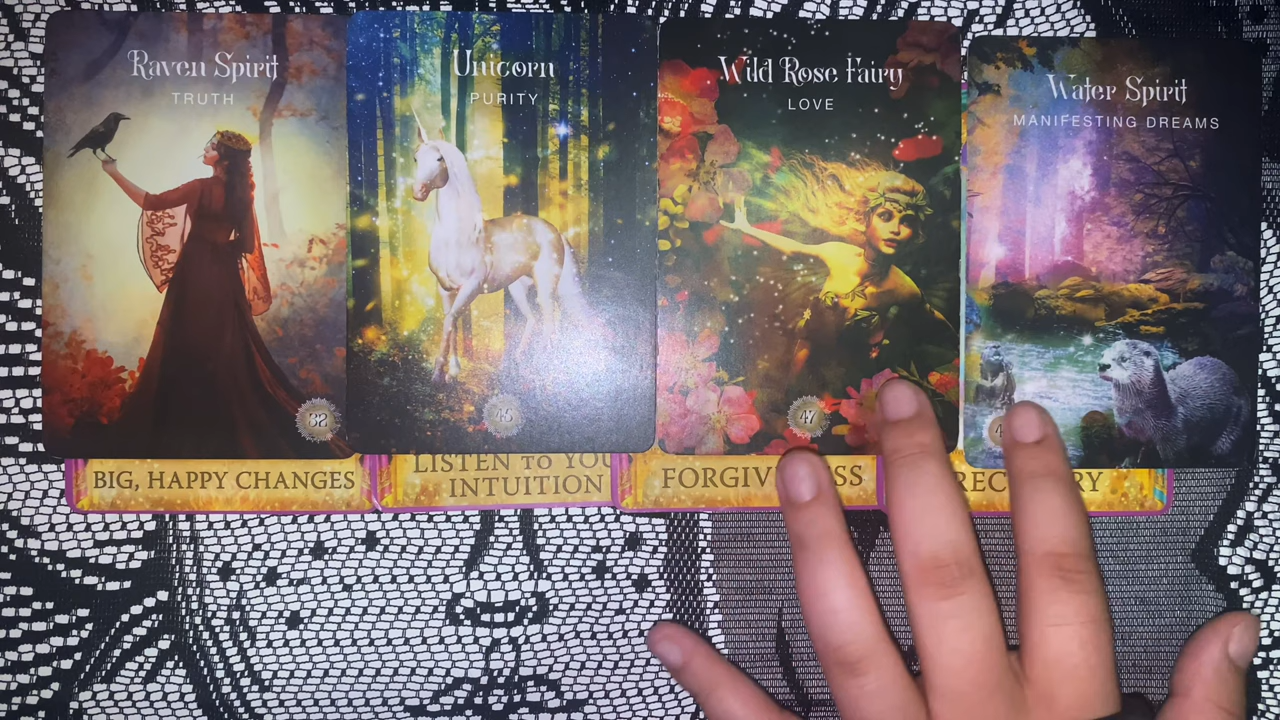 Raven Spirit
TRUTH
32
Unicorn
PURITY
45
Wild Rose Fairy
LOVE
47
Water Spirit
MANIFESTING DREAMS
BIG, HAPPY CHANGES
LISTEN TO YOU
INTUITION